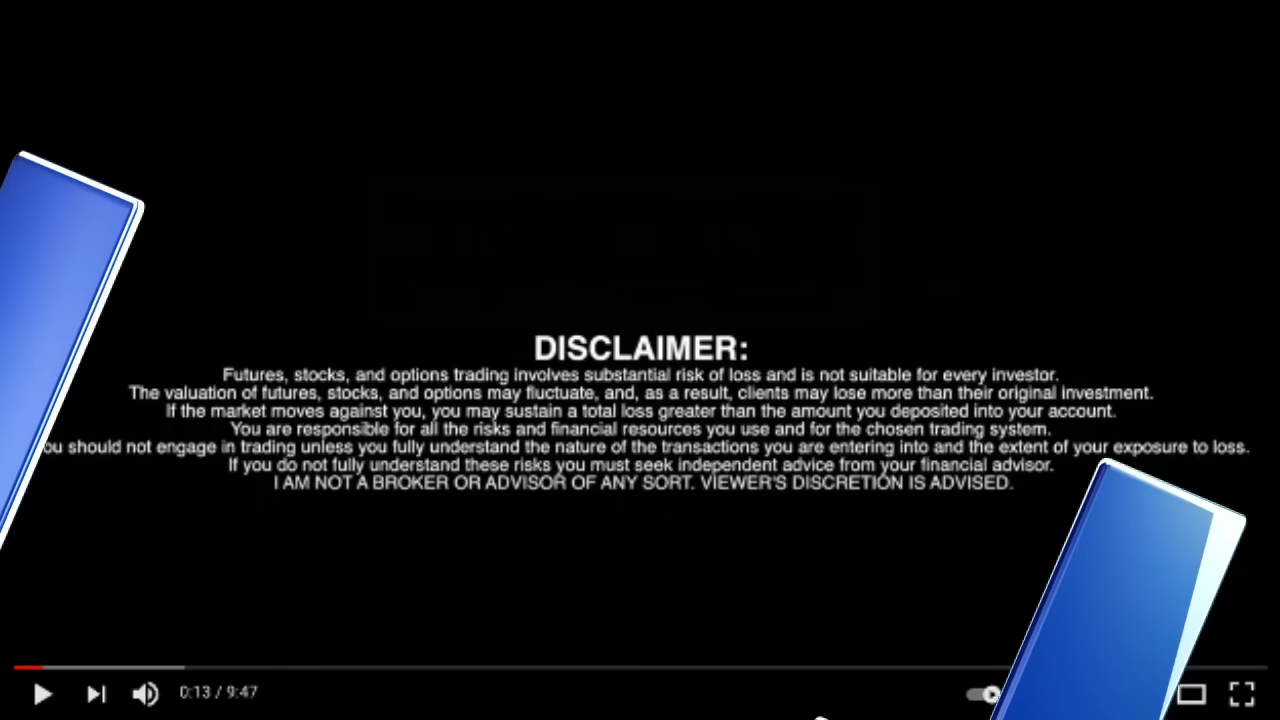 DISCLAIMER:
Futures, stocks, and options trading involves substantial risk of loss and is not suitable for every investor.
The valuation of futures, stocks, and options may fluctuate, and, as a result, clients may lose more than their original investment.
If the market moves against you, you may sustain a total loss greater than the amount you deposited into your account.
You are responsible for all the risks and financial resources you use and for the chosen trading system.
ou should not engage in trading unless you fully understand the nature of the transactions you are entering into and the extent of your exposure to loss.
If you do not fully understand these risks you must seek independent advice from your financial advisor.
I AM NOT A BROKER OR ADVISOR OF ANY SORT. VIEWER'S DISCRETION IS ADVISED.
0:13 / 9:47